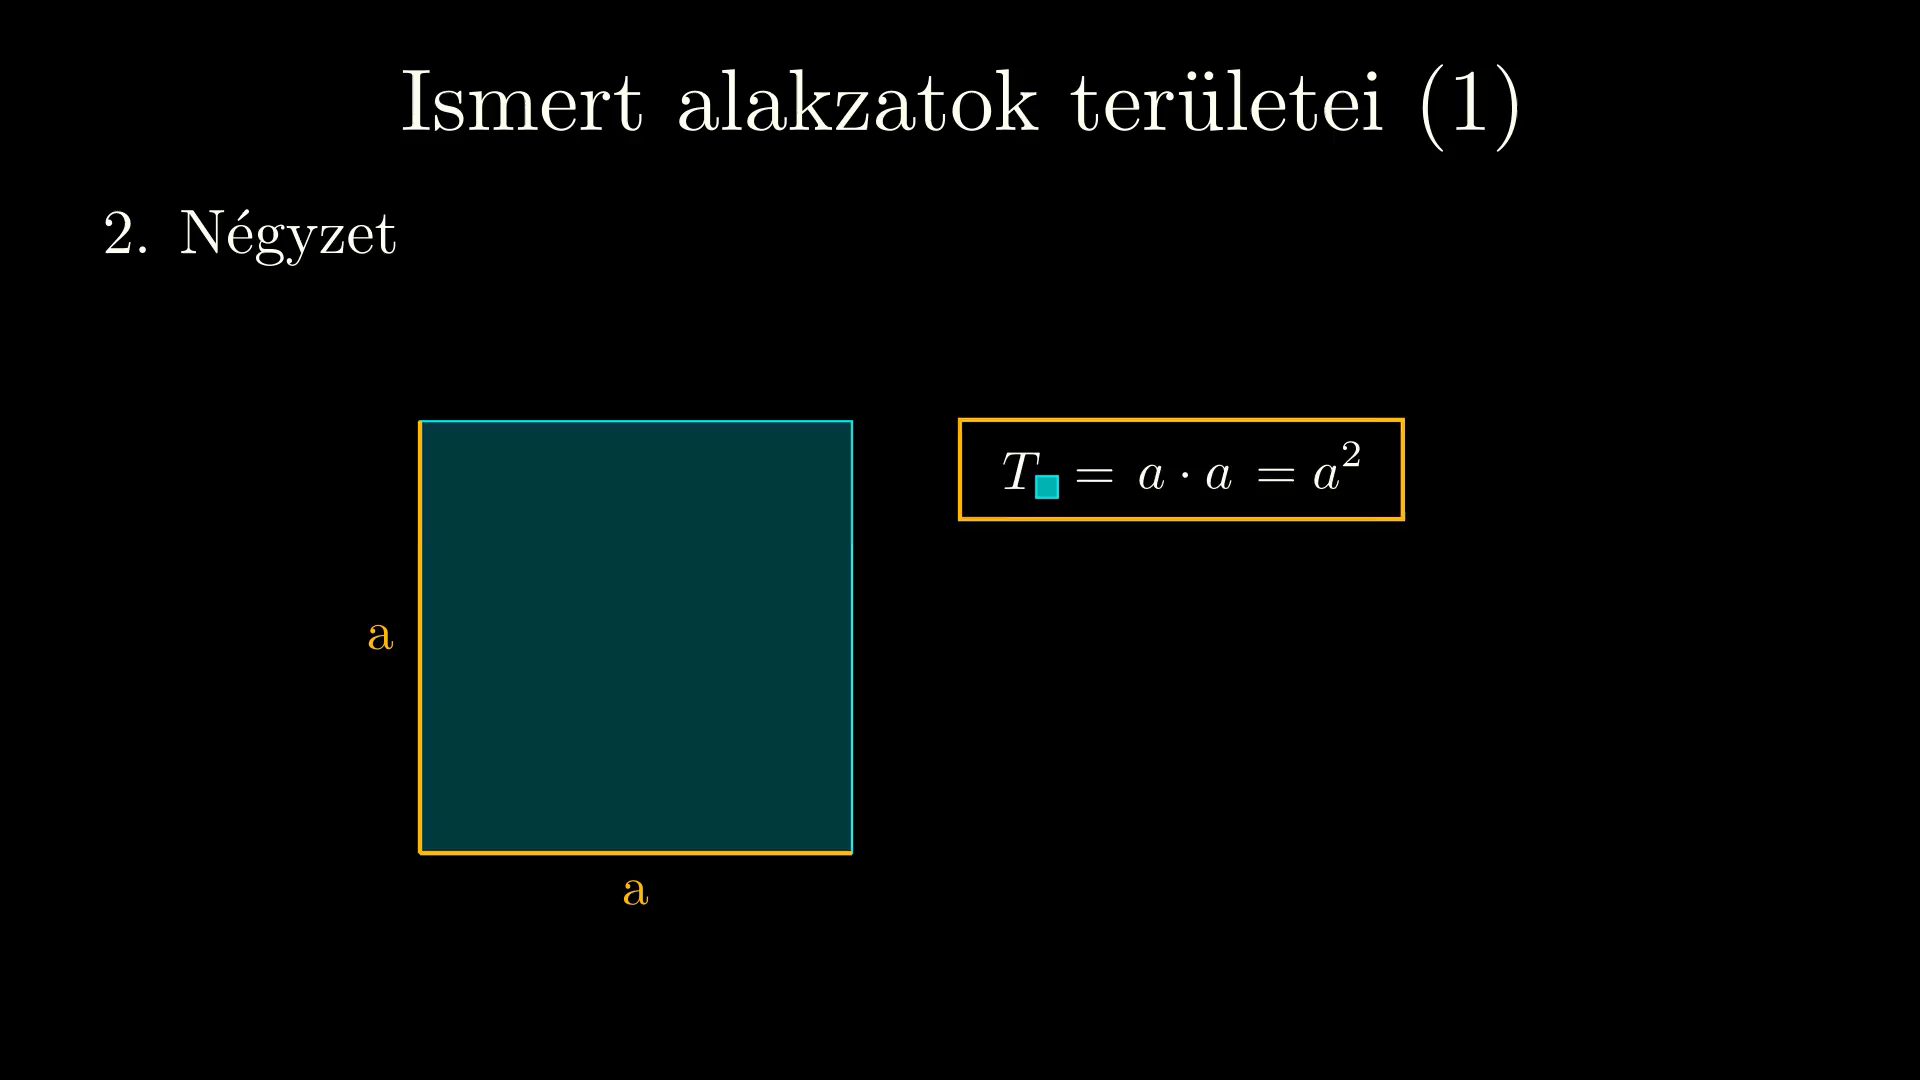 Ismert alakzatok területei (1)
2. Négyzet
T■ = a · a = a²
a
a